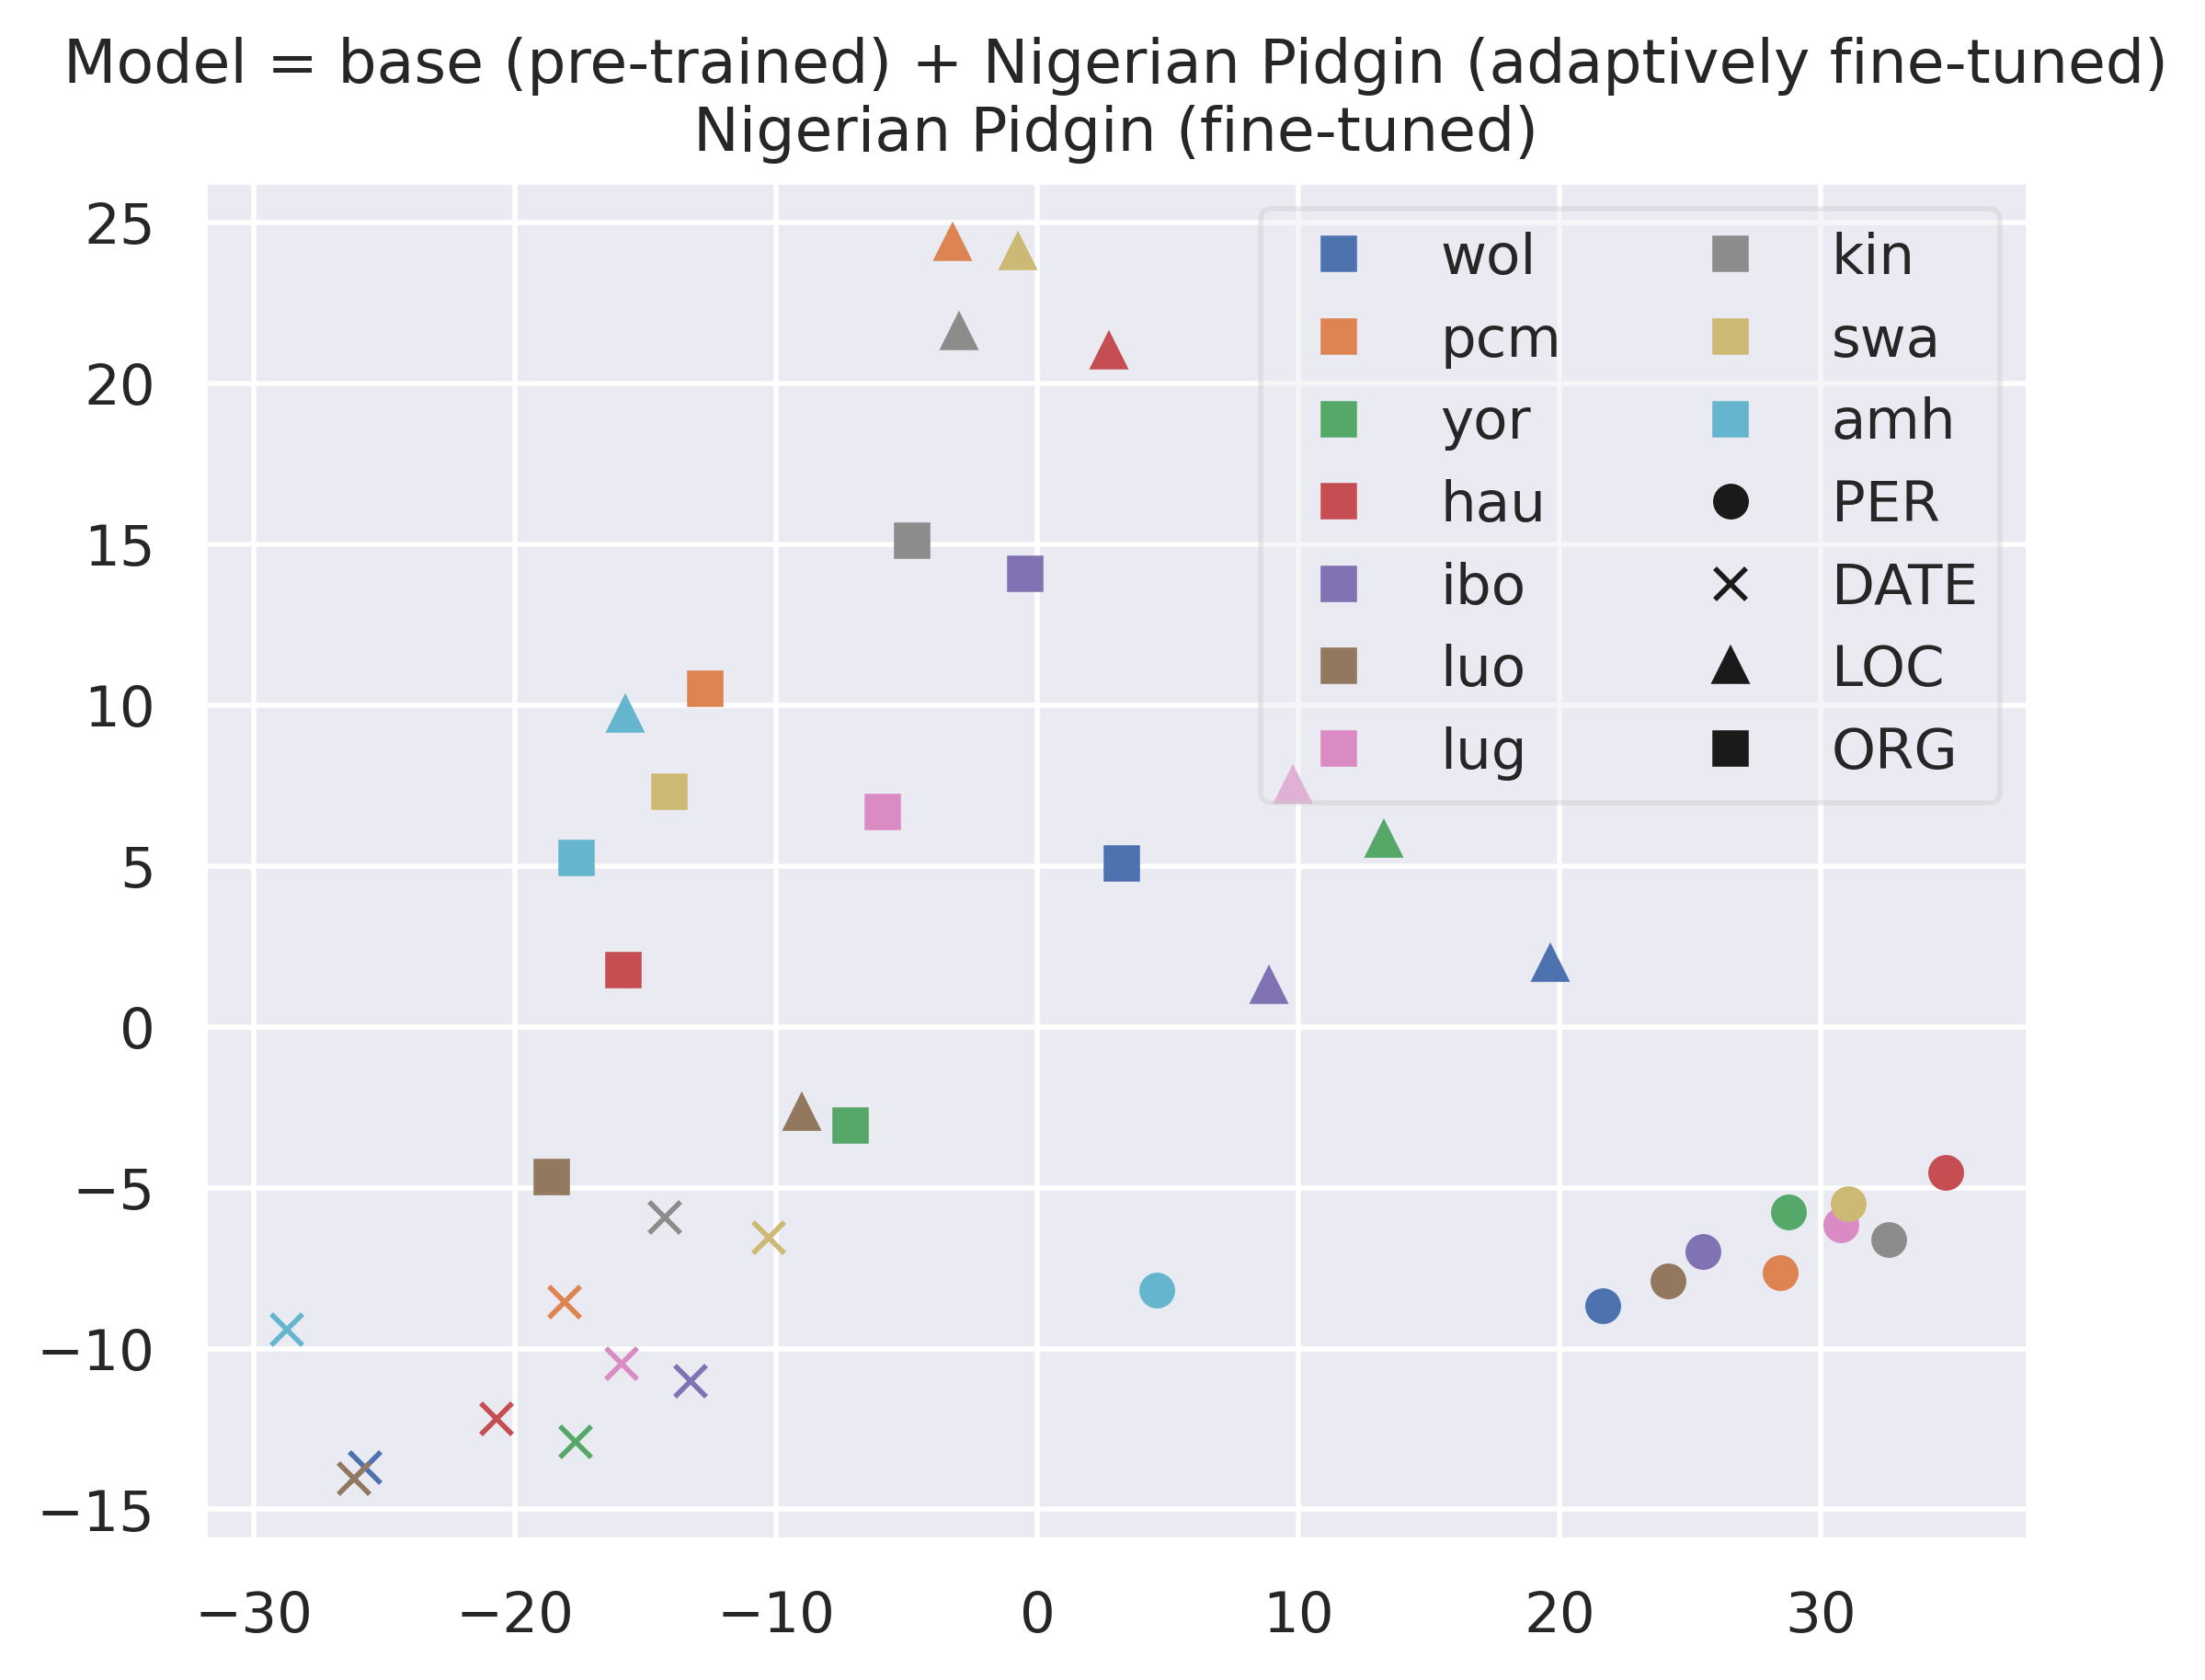 Model = base (pre-trained) + Nigerian Pidgin (adaptively fine-tuned)
Nigerian Pidgin (fine-tuned)
25
20
15
10
5
0
−5
−10
−15
−30
−20
−10
0
10
20
30
wol
pcm
yor
hau
ibo
luo
lug
kin
swa
amh
PER
DATE
LOC
ORG